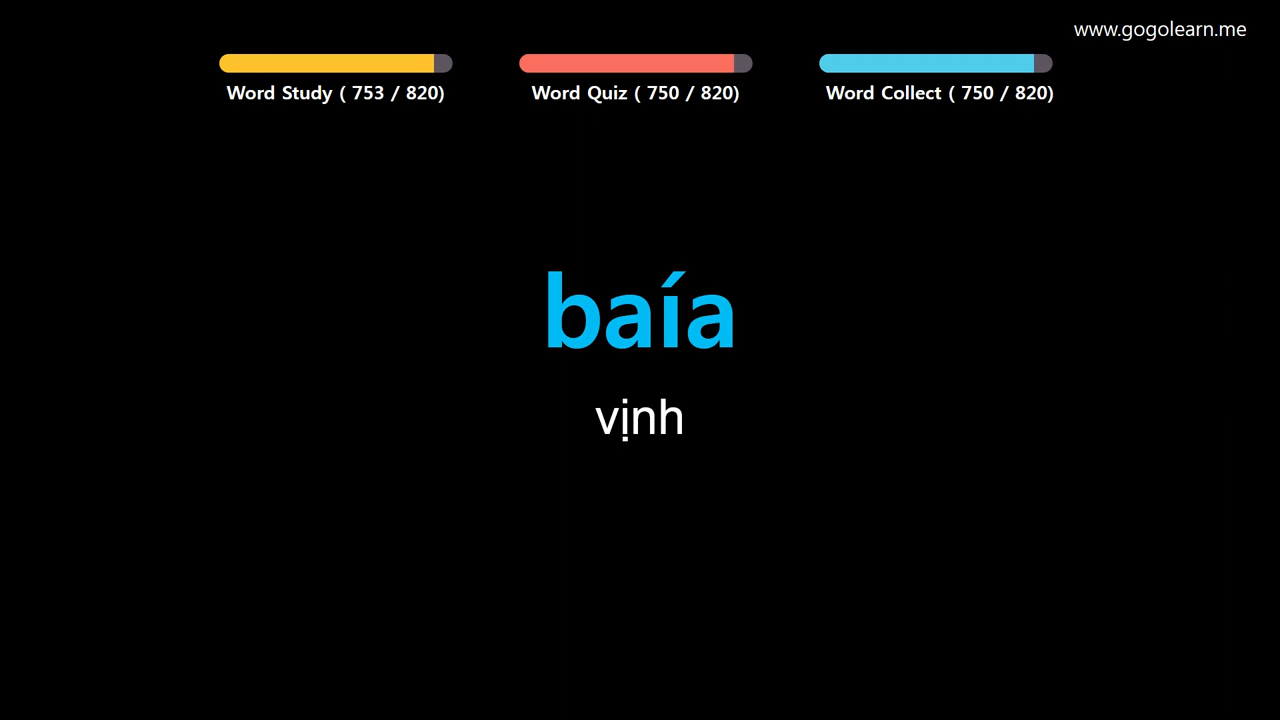 www.gogolearn.me
Word Study ( 753 / 820)
Word Quiz ( 750 / 820)
Word Collect ( 750 / 820)
baía
vịnh